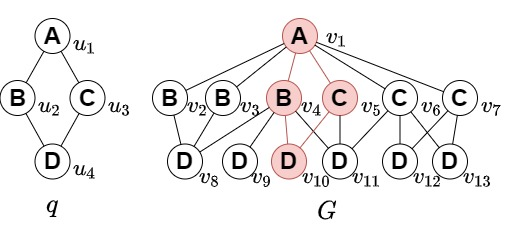 A u₁ A v₁
B u₂ C u₃ B v₂ B v₃ B v₄ C v₅ C v₆ C v₇
D u₄ D v₈ D v₉ D v₁₀ D v₁₁ D v₁₂ D v₁₃
q G